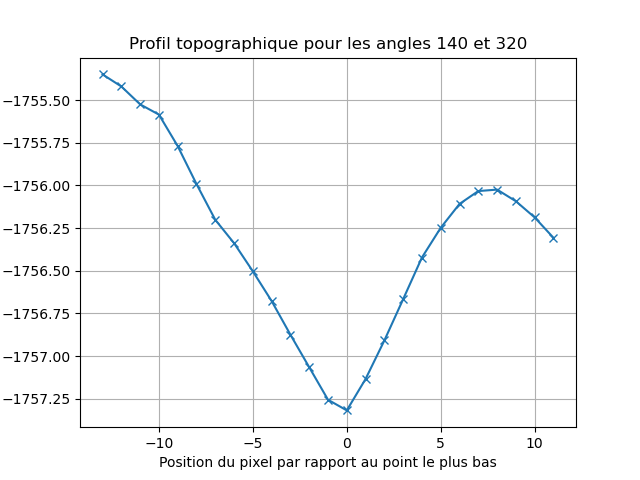 Profil topographique pour les angles 140 et 320
−1755.50
−1755.75
−1756.00
−1756.25
−1756.50
−1756.75
−1757.00
−1757.25
−10 −5 0 5 10
Position du pixel par rapport au point le plus bas